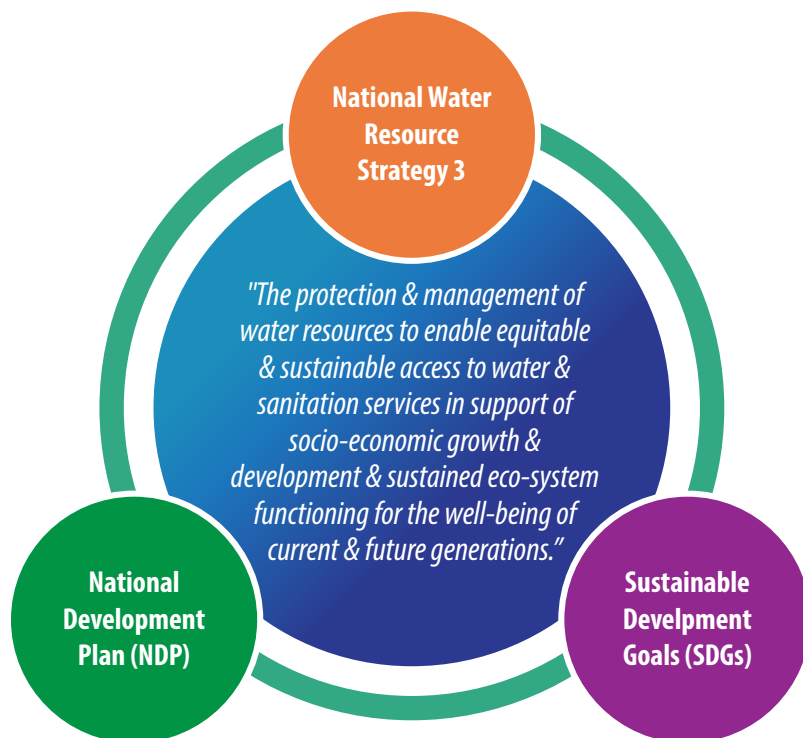 National Water
Resource
Strategy 3
"The protection & management of
water resources to enable equitable
& sustainable access to water &
sanitation services in support of
socio-economic growth &
development & sustained eco-system
functioning for the well-being of
current & future generations.”
National
Development
Plan (NDP)
Sustainable
Develpment
Goals (SDGs)